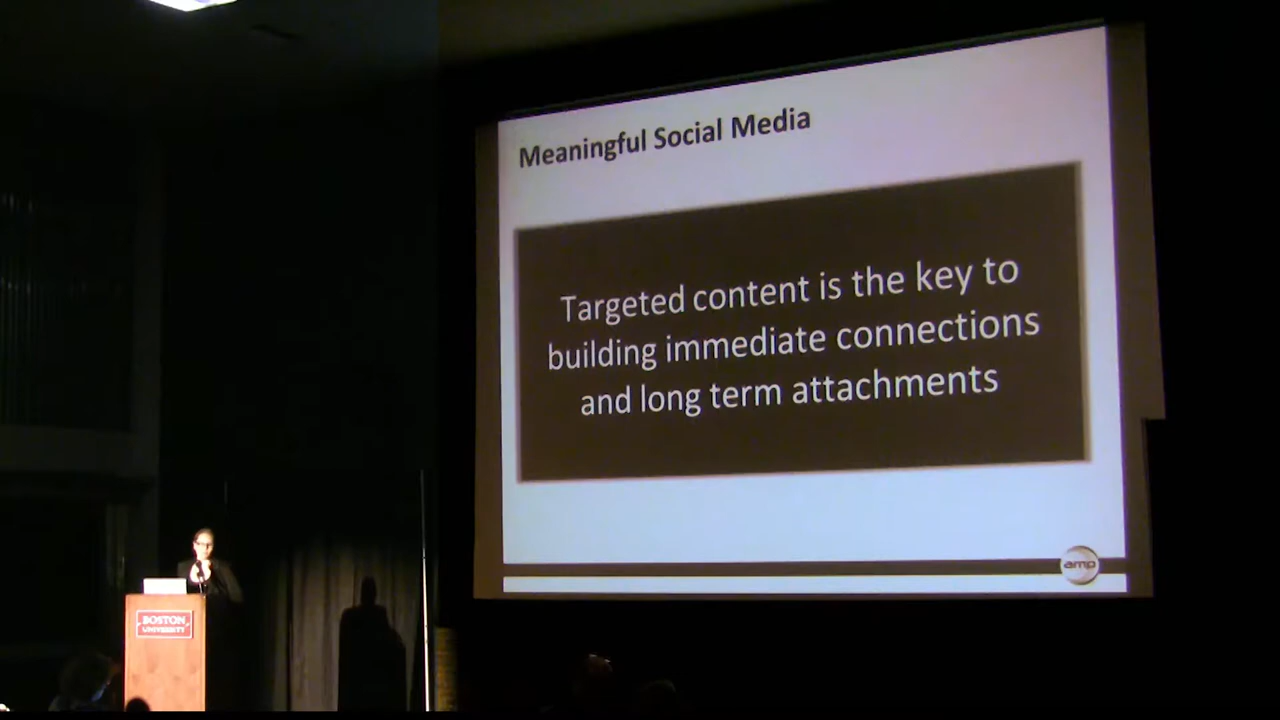 Meaningful Social Media
Targeted content is the key to
building immediate connections
and long term attachments
amp
BOSTON
UNIVERSITY